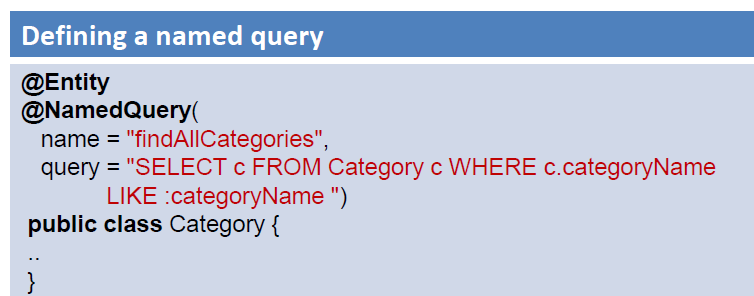 Defining a named query
@Entity
@NamedQuery(
name = "findAllCategories",
query = "SELECT c FROM Category c WHERE c.categoryName
LIKE :categoryName ")
public class Category {
..
}